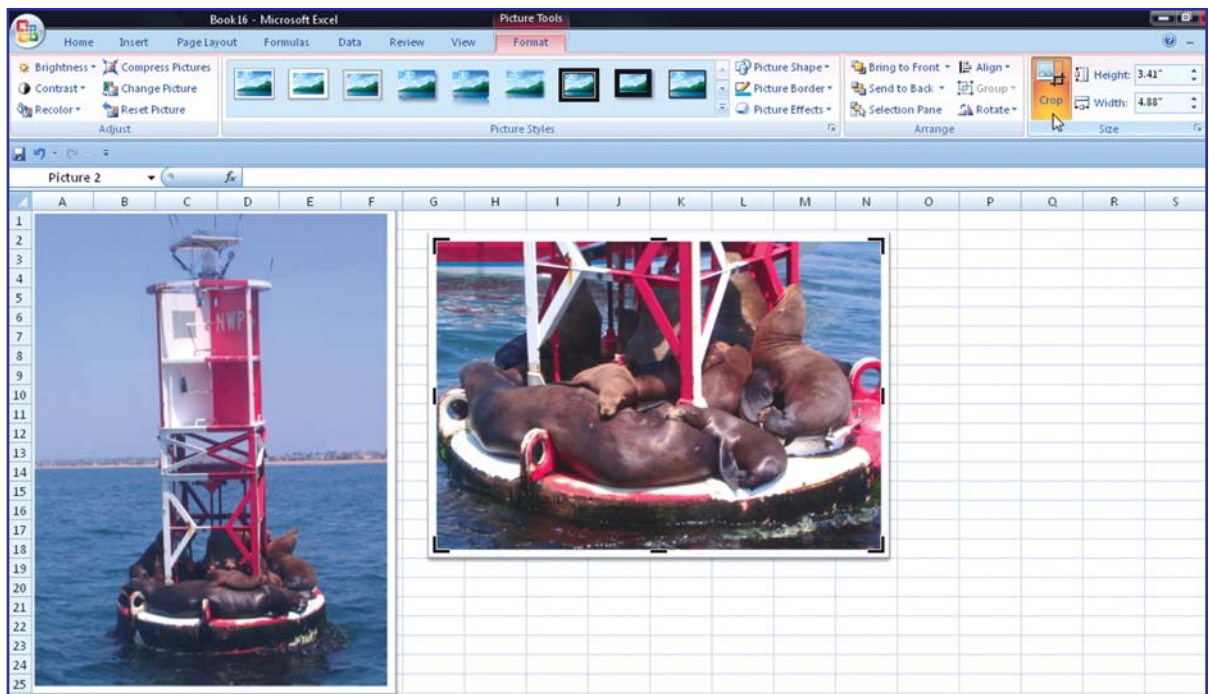 Book16 - Microsoft Excel Picture Tools
Home Insert Page Layout Formulas Data Review View Format
Brightness Compress Pictures Picture Shape Bring to Front Align Height: 3.41"
Contrast Change Picture Picture Border Send to Back Group Crop Width: 4.88"
Recolor Reset Picture Picture Effects Selection Pane Rotate
Adjust Picture Styles Arrange Size
Picture 2 fx
A B C D E F G H I J K L M N O P Q R S
1
2
3
4
5
6
NWP
7
8
9
10
11
12
13
14
15
16
17
18
19
20
21
22
23
24
25